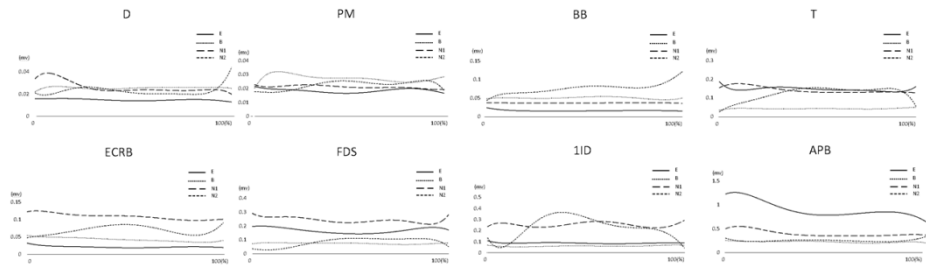 D
(mv)
0.04
0.02
0
0
100(%)
E
B
N1
N2
PM
(mv)
0.04
0.02
0
0
100(%)
E
B
N1
N2
BB
(mv)
0.15
0.1
0.05
0
0
100(%)
E
B
N1
N2
T
(mv)
0.3
0.2
0.1
0
0
100(%)
E
B
N1
N2
ECRB
(mv)
0.15
0.1
0.05
0
0
100(%)
E
B
N1
N2
FDS
(mv)
0.4
0.3
0.2
0.1
0
0
100(%)
E
B
N1
N2
1ID
(mv)
0.5
0.4
0.3
0.2
0.1
0
0
100(%)
E
B
N1
N2
APB
(mv)
1.5
1
0.5
0
0
100(%)
E
B
N1
N2